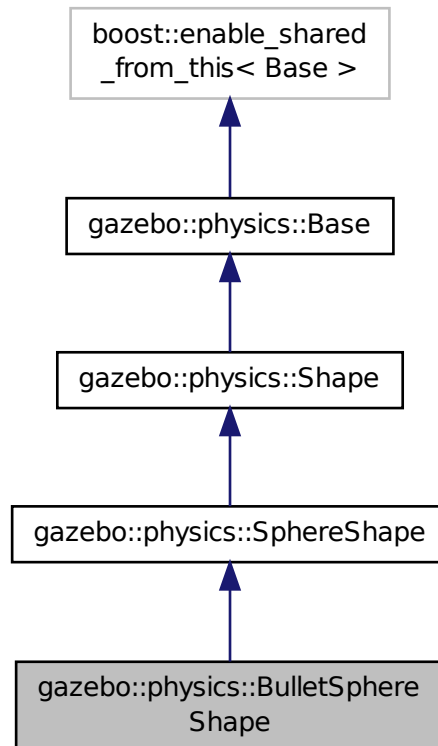 boost::enable_shared
_from_this< Base >
gazebo::physics::Base
gazebo::physics::Shape
gazebo::physics::SphereShape
gazebo::physics::BulletSphere
Shape